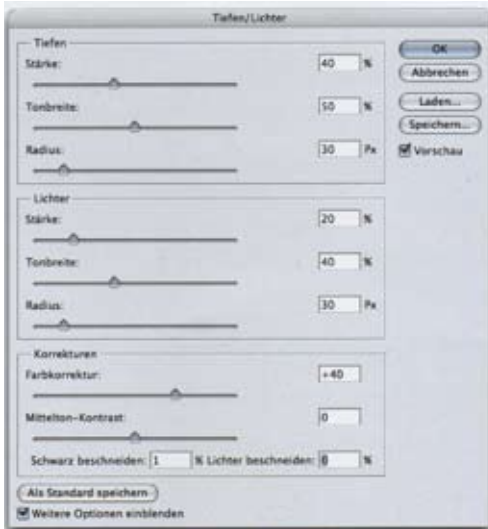 Tiefen/Lichter
Tiefen
Stärke: 40 %
Tonbreite: 50 %
Radius: 30 Px
Lichter
Stärke: 20 %
Tonbreite: 40 %
Radius: 30 Px
Korrekturen
Farbkorrektur: +40
Mittelton-Kontrast: 0
Schwarz beschneiden: 1 % Lichter beschneiden: 0 %
Als Standard speichern
Weitere Optionen einblenden
OK
Abbrechen
Laden...
Speichern...
Vorschau